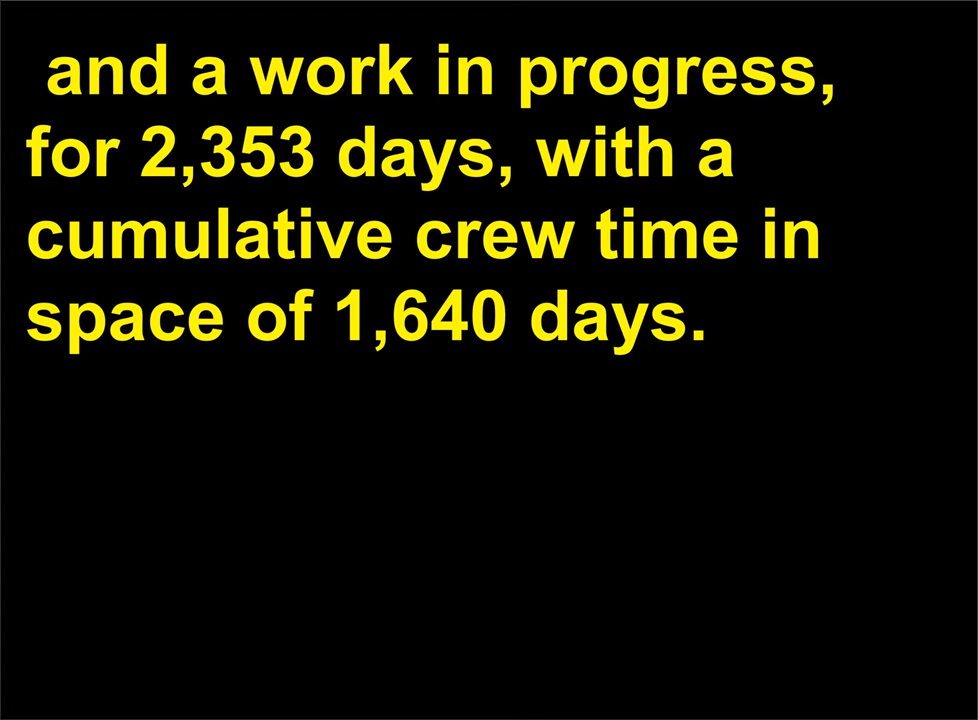 and a work in progress,
for 2,353 days, with a
cumulative crew time in
space of 1,640 days.